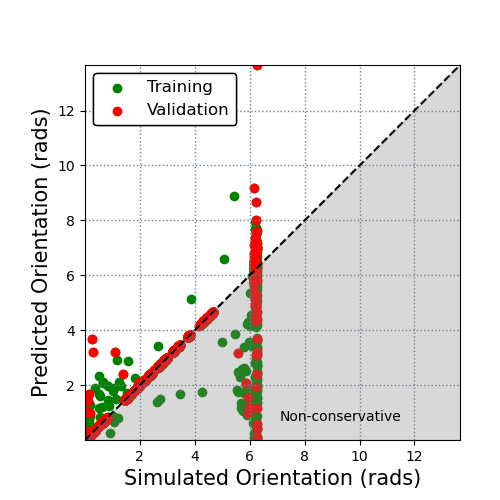 Training
Validation
Predicted Orientation (rads)
12
10
8
6
4
2
Non-conservative
2 4 6 8 10 12
Simulated Orientation (rads)